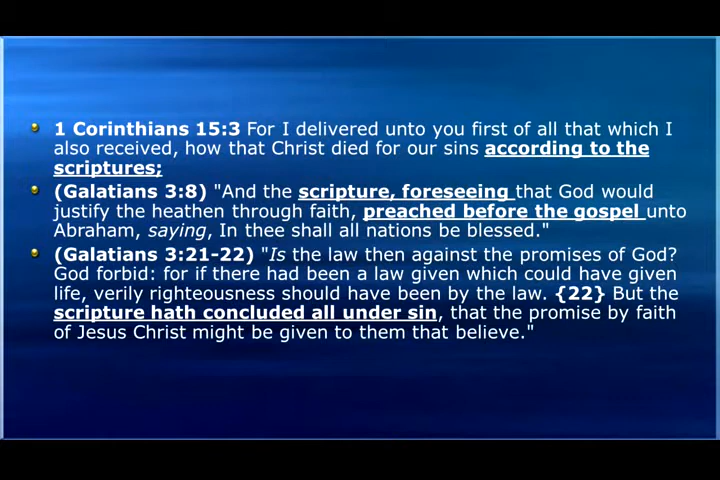 1 Corinthians 15:3 For I delivered unto you first of all that which I
also received, how that Christ died for our sins according to the
scriptures;
(Galatians 3:8) "And the scripture, foreseeing that God would
justify the heathen through faith, preached before the gospel unto
Abraham, saying, In thee shall all nations be blessed."
(Galatians 3:21-22) "Is the law then against the promises of God?
God forbid: for if there had been a law given which could have given
life, verily righteousness should have been by the law. {22} But the
scripture hath concluded all under sin, that the promise by faith
of Jesus Christ might be given to them that believe."